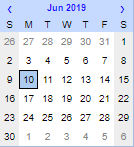 ‹ Jun 2019 ›
S M T W T F S
26 27 28 29 30 31 1
2 3 4 5 6 7 8
9 10 11 12 13 14 15
16 17 18 19 20 21 22
23 24 25 26 27 28 29
30 1 2 3 4 5 6